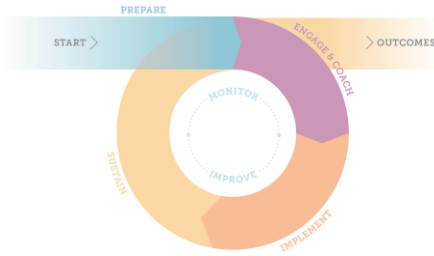 PREPARE
START
OUTCOMES
ENGAGE & COACH
MONITOR
IMPROVE
SUSTAIN
IMPLEMENT